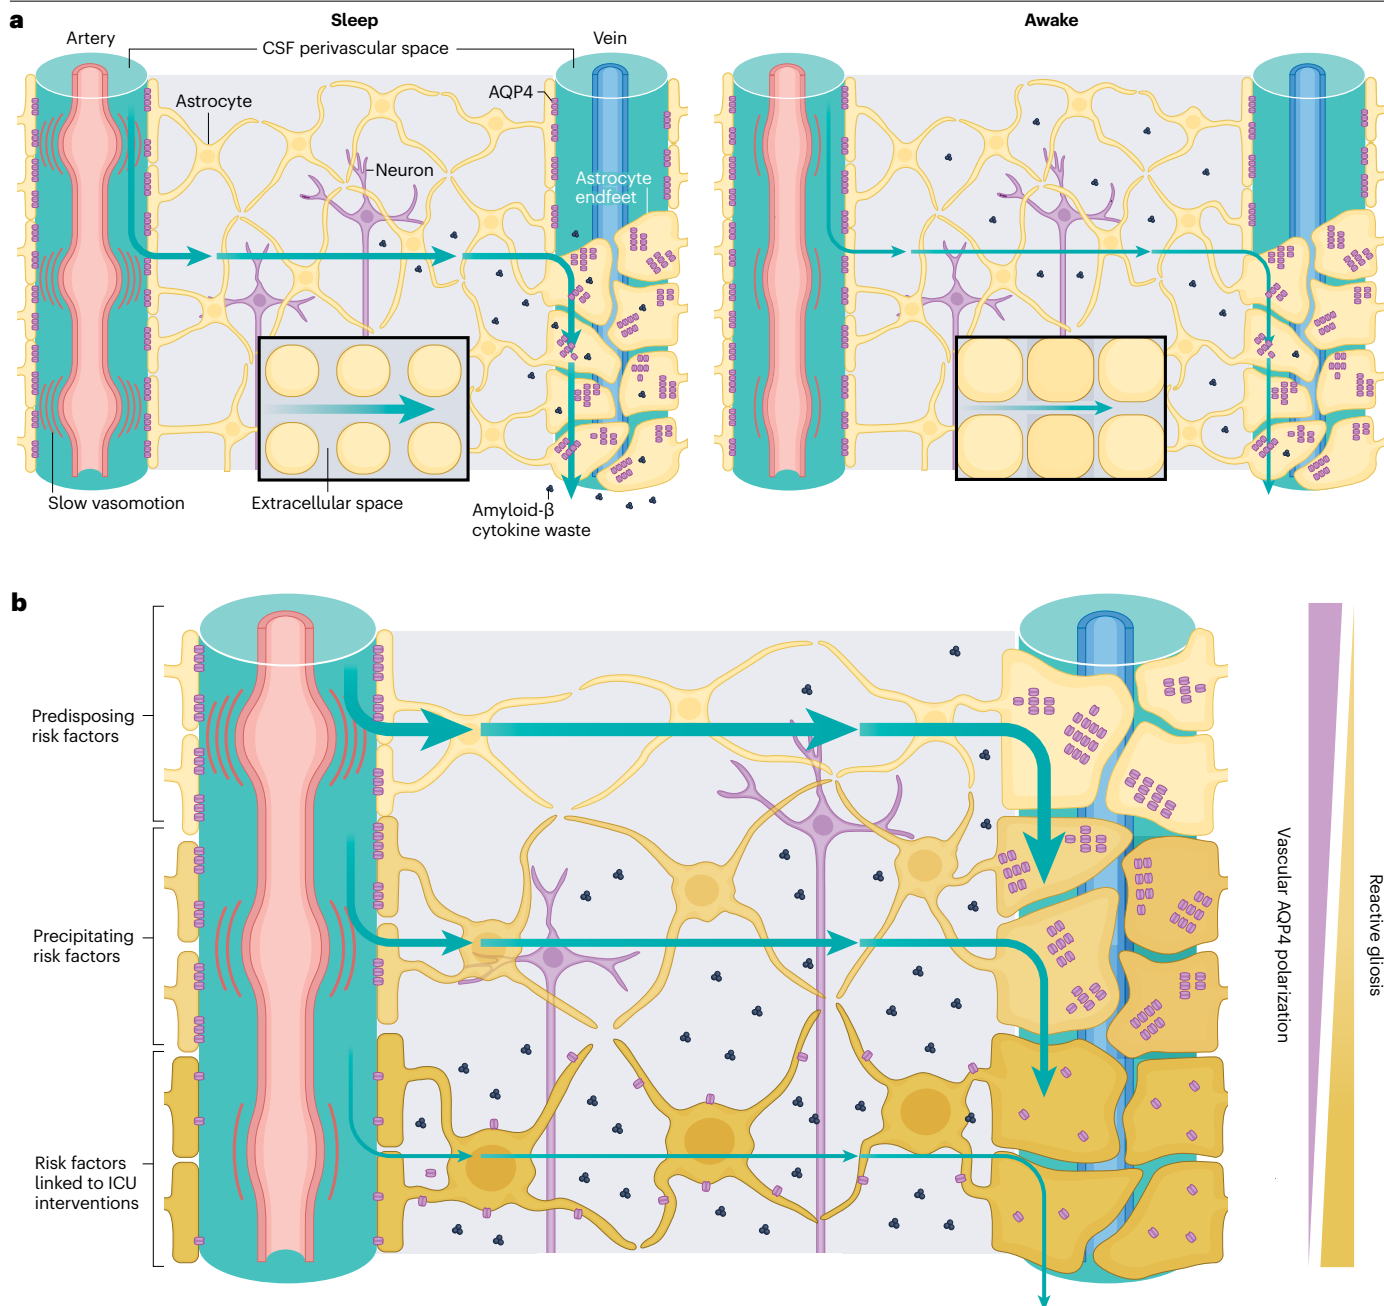 a
Sleep
Awake
Artery
CSF perivascular space
Vein
Astrocyte
AQP4
Neuron
Astrocyte
endfeet
Slow vasomotion
Extracellular space
Amyloid-β
cytokine waste
b
Predisposing
risk factors
Precipitating
risk factors
Risk factors
linked to ICU
interventions
Vascular AQP4 polarization
Reactive gliosis